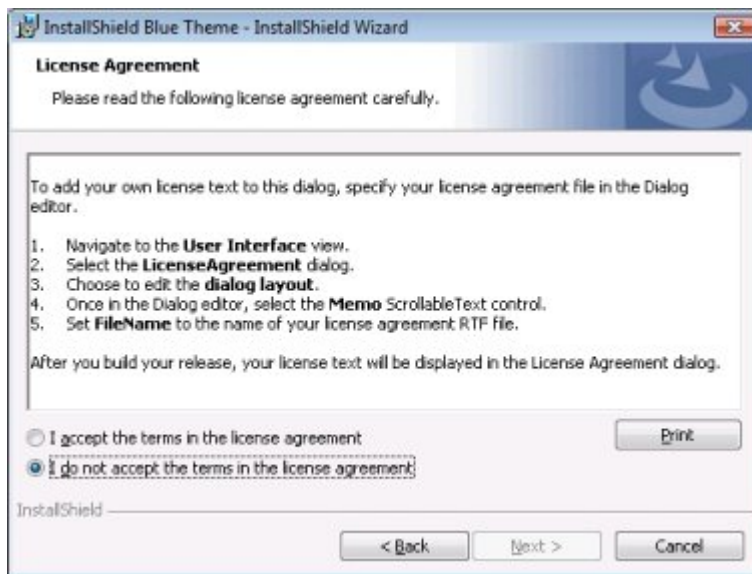 InstallShield Blue Theme - InstallShield Wizard
License Agreement
Please read the following license agreement carefully.
To add your own license text to this dialog, specify your license agreement file in the Dialog
editor.
1. Navigate to the User Interface view.
2. Select the LicenseAgreement dialog.
3. Choose to edit the dialog layout.
4. Once in the Dialog editor, select the Memo ScrollableText control.
5. Set FileName to the name of your license agreement RTF file.
After you build your release, your license text will be displayed in the License Agreement dialog.
I accept the terms in the license agreement
Print
I do not accept the terms in the license agreement
InstallShield
< Back Next > Cancel